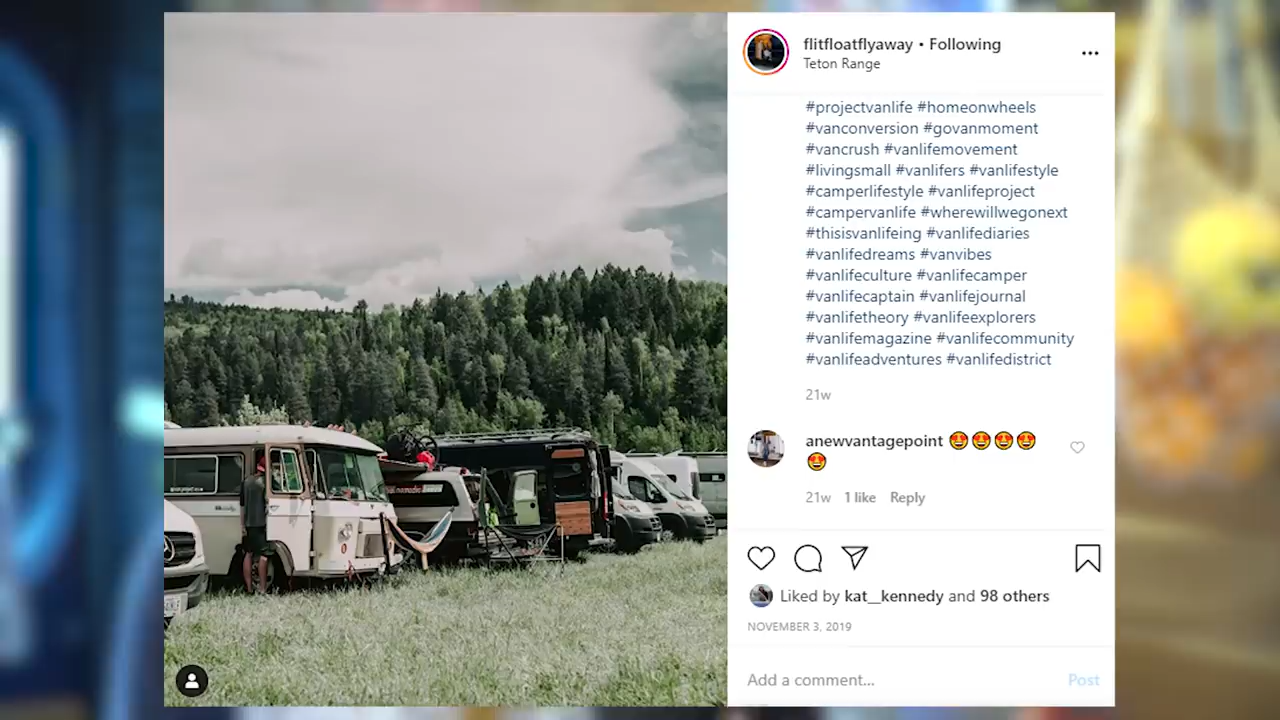 flitfloatflyaway • Following
Teton Range
#projectvanlife #homeonwheels
#vanconversion #govanmoment
#vancrush #vanlifemovement
#livingsmall #vanlifers #vanlifestyle
#camperlifestyle #vanlifeproject
#campervanlife #wherewillwegonext
#thisisvanlifeing #vanlifediaries
#vanlifedreams #vanvibes
#vanlifeculture #vanlifecamper
#vanlifecaptain #vanlifejournal
#vanlifetheory #vanlifeexplorers
#vanlifemagazine #vanlifecommunity
#vanlifeadventures #vanlifedistrict
21w
anewvantagepoint 🤩🤩🤩🤩
🤩
21w 1 like Reply
Liked by kat__kennedy and 98 others
NOVEMBER 3, 2019
Add a comment... Post